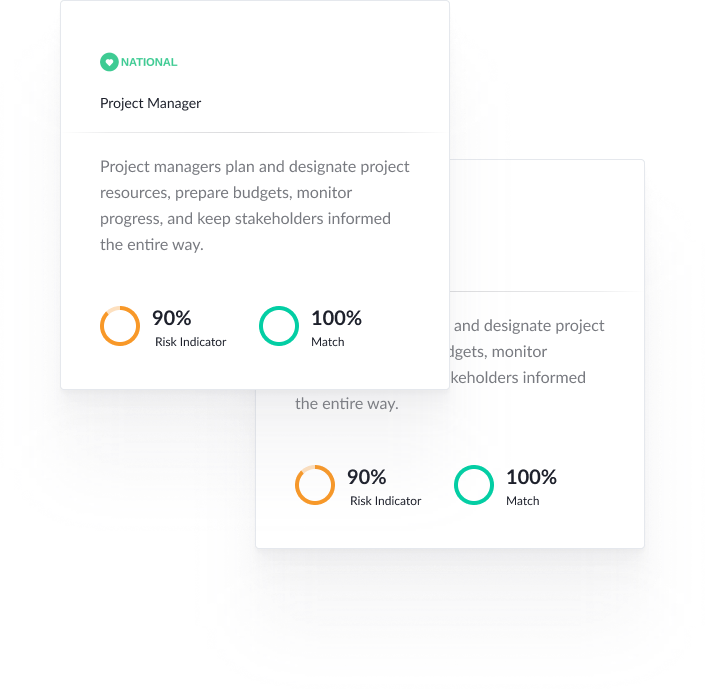 NATIONAL
Project Manager
Project managers plan and designate project
resources, prepare budgets, monitor
progress, and keep stakeholders informed
the entire way.
90%
Risk Indicator
100%
Match
and designate project
monitor
informed
the entire way.
90%
Risk Indicator
100%
Match